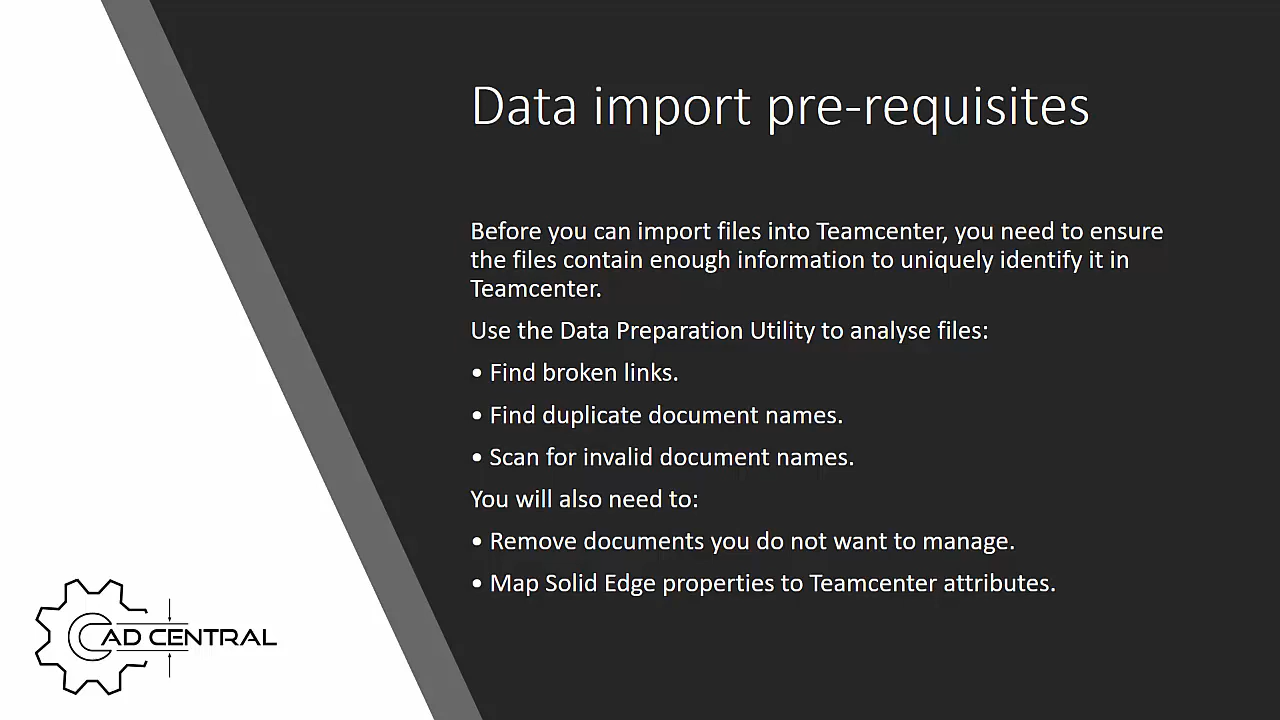 Data import pre-requisites
Before you can import files into Teamcenter, you need to ensure
the files contain enough information to uniquely identify it in
Teamcenter.
Use the Data Preparation Utility to analyse files:
• Find broken links.
• Find duplicate document names.
• Scan for invalid document names.
You will also need to:
• Remove documents you do not want to manage.
• Map Solid Edge properties to Teamcenter attributes.
CAD CENTRAL